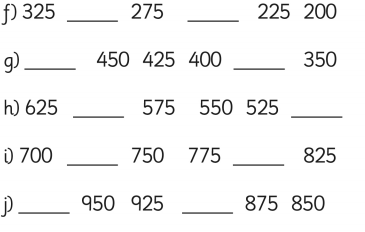 f) 325 _____ 275 _____ 225 200
g) _____ 450 425 400 _____ 350
h) 625 _____ 575 550 525 _____
i) 700 _____ 750 775 _____ 825
j) _____ 950 925 _____ 875 850